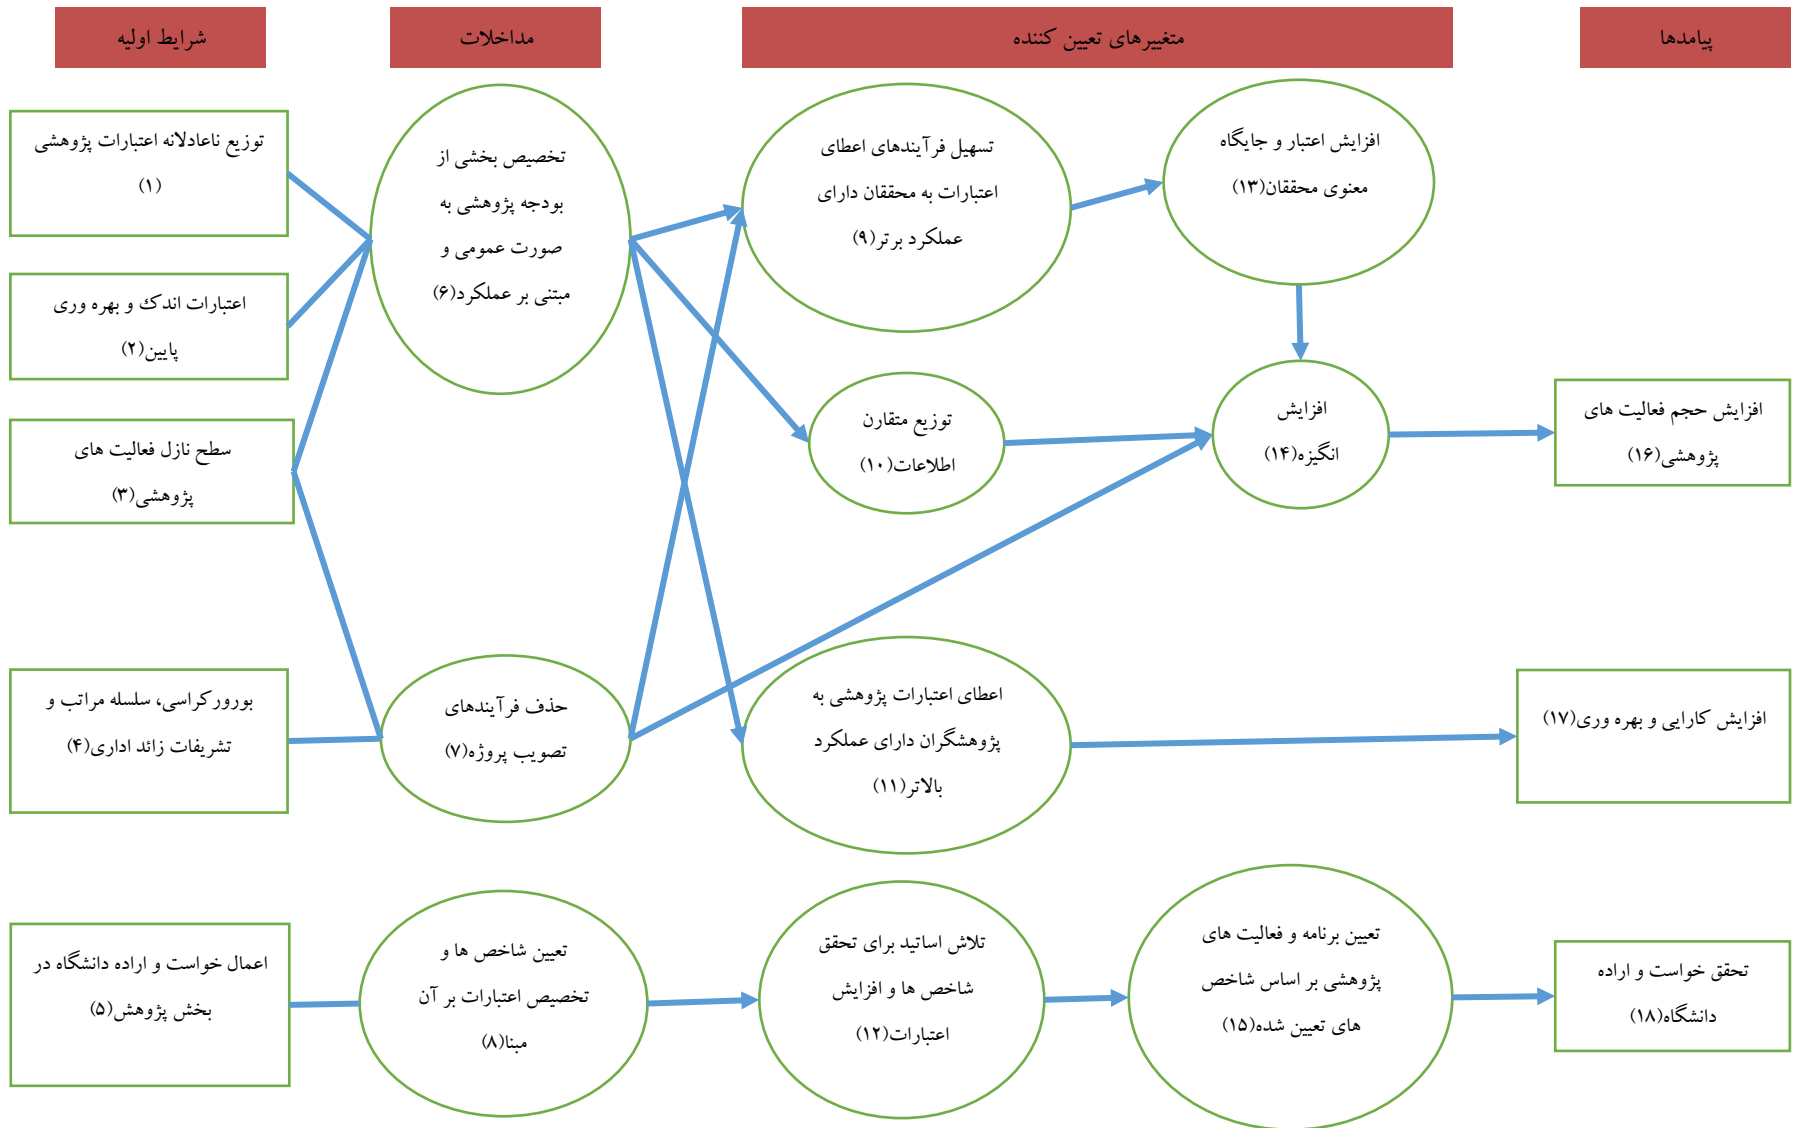 شرایط اولیه
مداخلات
متغییرهای تعیین کننده
پیامدها
توزیع ناعادلانه اعتبارات پژوهشی
(۱)
اعتبارات اندک و بهره وری
پایین(۲)
سطح نازل فعالیت های
پژوهشی(۳)
بورورکراسی، سلسله مراتب و
تشریفات زائد اداری(۴)
اعمال خواست و اراده دانشگاه در
بخش پژوهش(۵)
تخصیص بخشی از
بودجه پژوهشی به
صورت عمومی و
مبتنی بر عملکرد(۶)
حذف فرآیندهای
تصویب پروژه(۷)
تعیین شاخص ها و
تخصیص اعتبارات بر آن
مبنا(۸)
تسهیل فرآیندهای اعطای
اعتبارات به محققان دارای
عملکرد برتر(۹)
توزیع متقارن
اطلاعات(۱۰)
اعطای اعتبارات پژوهشی به
پژوهشگران دارای عملکرد
بالاتر(۱۱)
تلاش اساتید برای تحقق
شاخص ها و افزایش
اعتبارات(۱۲)
افزایش اعتبار و جایگاه
معنوی محققان(۱۳)
افزایش
انگیزه(۱۴)
تعیین برنامه و فعالیت های
پژوهشی بر اساس شاخص
های تعیین شده(۱۵)
افزایش حجم فعالیت های
پژوهشی(۱۶)
افزایش کارایی و بهره وری(۱۷)
تحقق خواست و اراده
دانشگاه(۱۸)